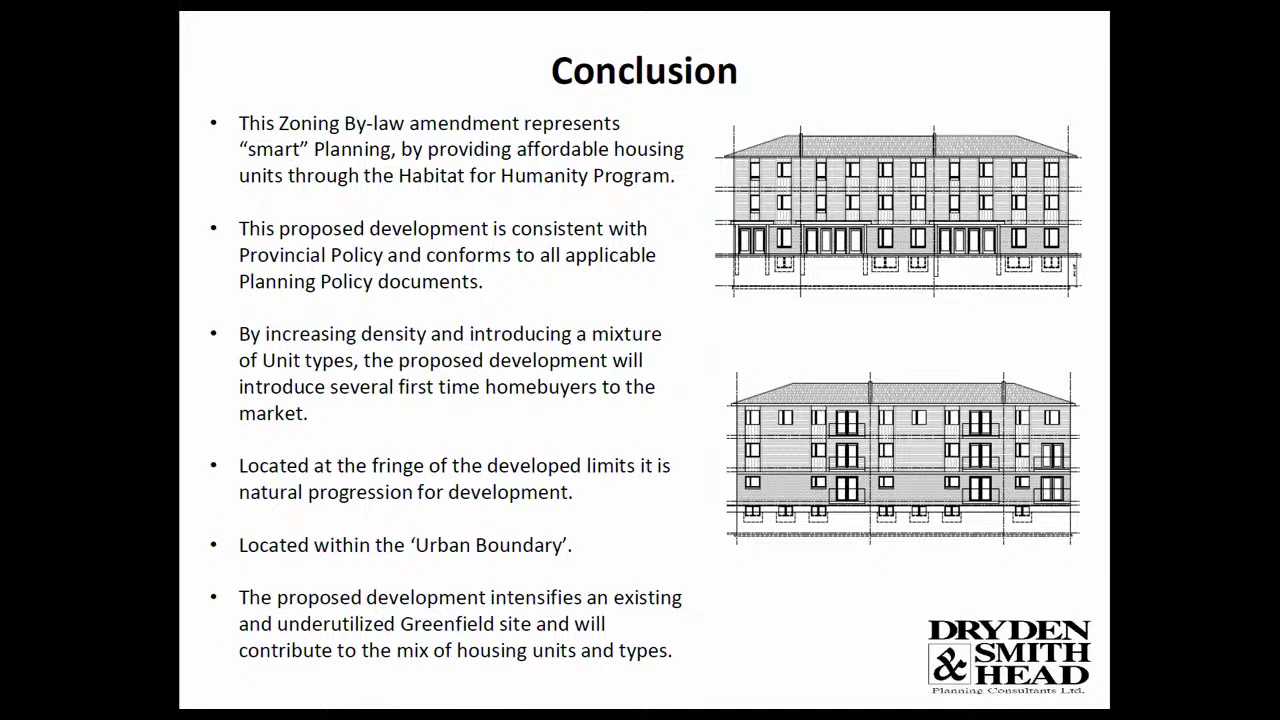 Conclusion
• This Zoning By-law amendment represents
“smart” Planning, by providing affordable housing
units through the Habitat for Humanity Program.
• This proposed development is consistent with
Provincial Policy and conforms to all applicable
Planning Policy documents.
• By increasing density and introducing a mixture
of Unit types, the proposed development will
introduce several first time homebuyers to the
market.
• Located at the fringe of the developed limits it is
natural progression for development.
• Located within the ‘Urban Boundary’.
• The proposed development intensifies an existing
and underutilized Greenfield site and will
contribute to the mix of housing units and types.
DRYDEN
& SMITH
HEAD
Planning Consultants Ltd.